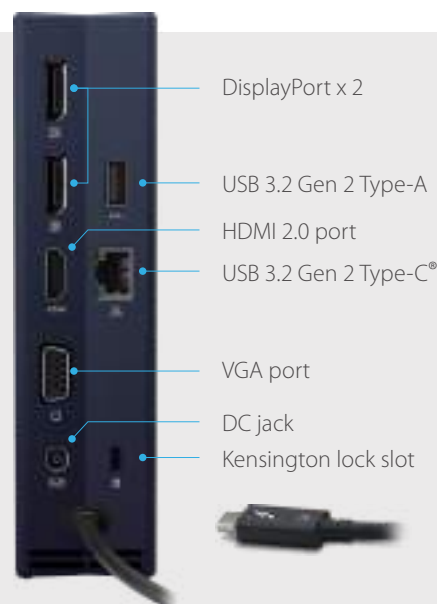 DisplayPort x 2
USB 3.2 Gen 2 Type-A
HDMI 2.0 port
USB 3.2 Gen 2 Type-C®
VGA port
DC jack
Kensington lock slot